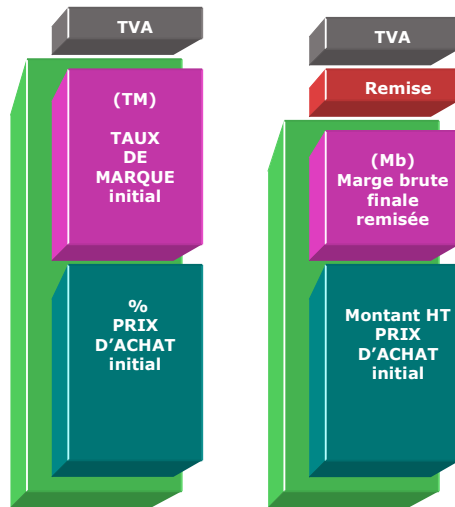 TVA
(TM)
TAUX
DE
MARQUE
initial
%
PRIX
D’ACHAT
initial
TVA
Remise
(Mb)
Marge brute
finale
remisée
Montant HT
PRIX
D’ACHAT
initial